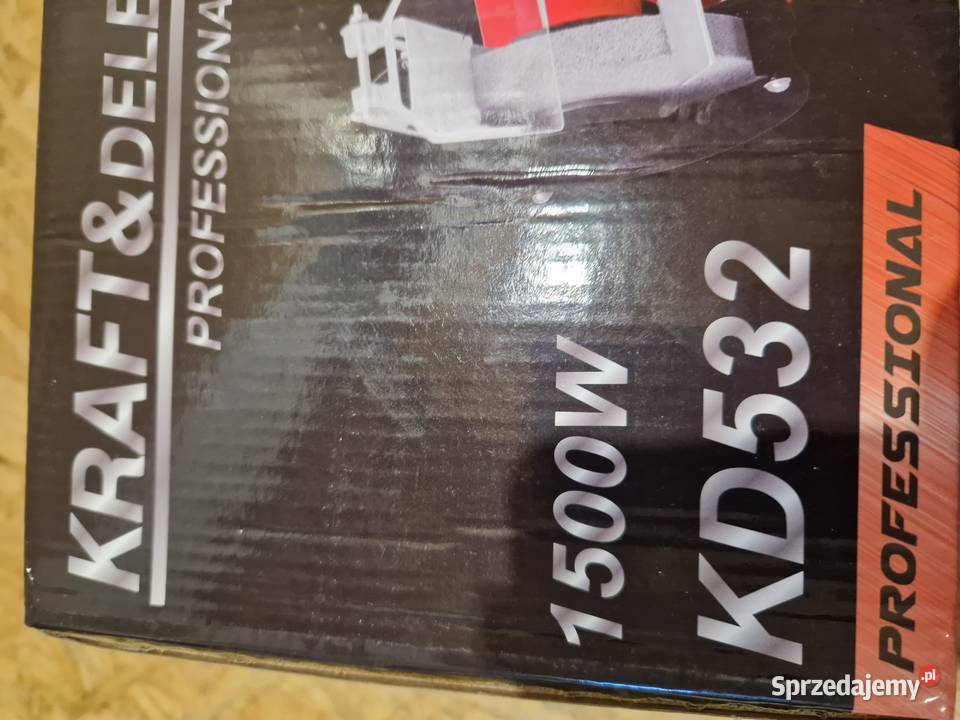 KRAFT&DELE
PROFESSIONA
1500W
KD532
PROFESSIONAL
Sprzedajemy.pl